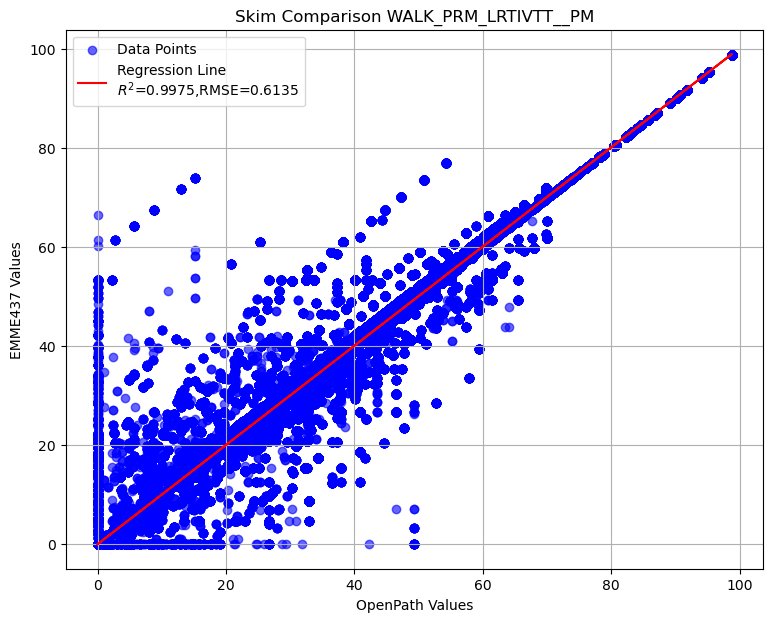 Skim Comparison WALK_PRM_LRTIVTT__PM
Data Points
Regression Line
R²=0.9975,RMSE=0.6135
100
80
60
40
20
0
EMME437 Values
0 20 40 60 80 100
OpenPath Values